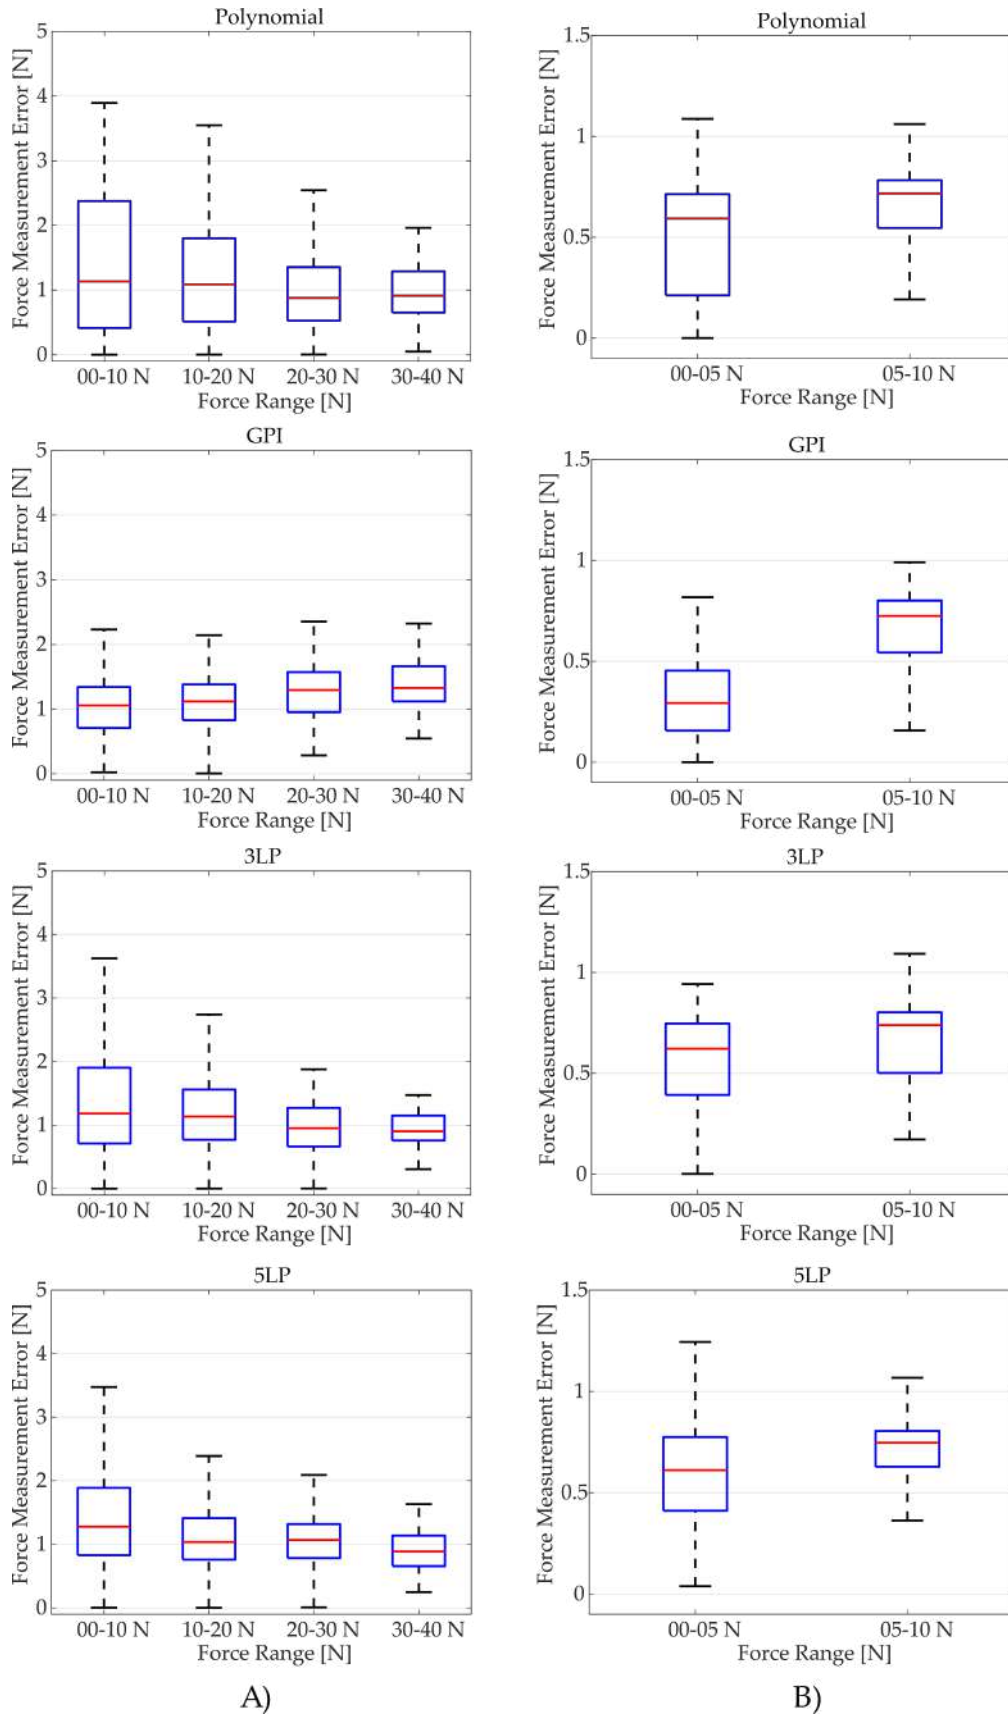 Polynomial
Force Measurement Error [N]
5
4
3
2
1
0
00-10 N 10-20 N 20-30 N 30-40 N
Force Range [N]
Polynomial
Force Measurement Error [N]
1.5
1
0.5
0
00-05 N 05-10 N
Force Range [N]
GPI
Force Measurement Error [N]
5
4
3
2
1
0
00-10 N 10-20 N 20-30 N 30-40 N
Force Range [N]
GPI
Force Measurement Error [N]
1.5
1
0.5
0
00-05 N 05-10 N
Force Range [N]
3LP
Force Measurement Error [N]
5
4
3
2
1
0
00-10 N 10-20 N 20-30 N 30-40 N
Force Range [N]
3LP
Force Measurement Error [N]
1.5
1
0.5
0
00-05 N 05-10 N
Force Range [N]
5LP
Force Measurement Error [N]
5
4
3
2
1
0
00-10 N 10-20 N 20-30 N 30-40 N
Force Range [N]
5LP
Force Measurement Error [N]
1.5
1
0.5
0
00-05 N 05-10 N
Force Range [N]
A) B)